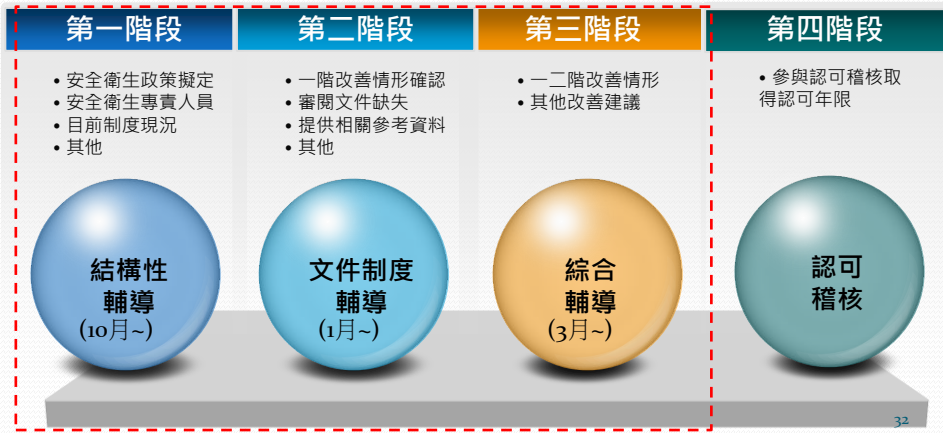 第一階段
• 安全衛生政策擬定
• 安全衛生專責人員
• 目前制度現況
• 其他
結構性
輔導
(10月~)
第二階段
• 一階改善情形確認
• 審閱文件缺失
• 提供相關參考資料
• 其他
文件制度
輔導
(1月~)
第三階段
• 一二階改善情形
• 其他改善建議
綜合
輔導
(3月~)
第四階段
• 參與認可稽核取
得認可年限
認可
稽核
32